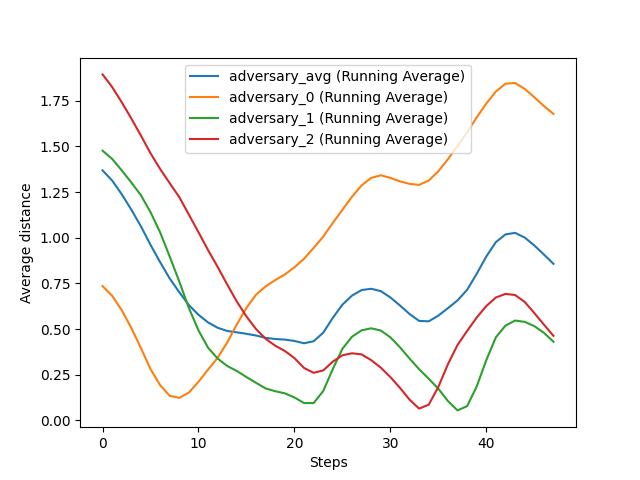 adversary_avg (Running Average)
adversary_0 (Running Average)
adversary_1 (Running Average)
adversary_2 (Running Average)
Average distance
1.75
1.50
1.25
1.00
0.75
0.50
0.25
0.00
0 10 20 30 40
Steps